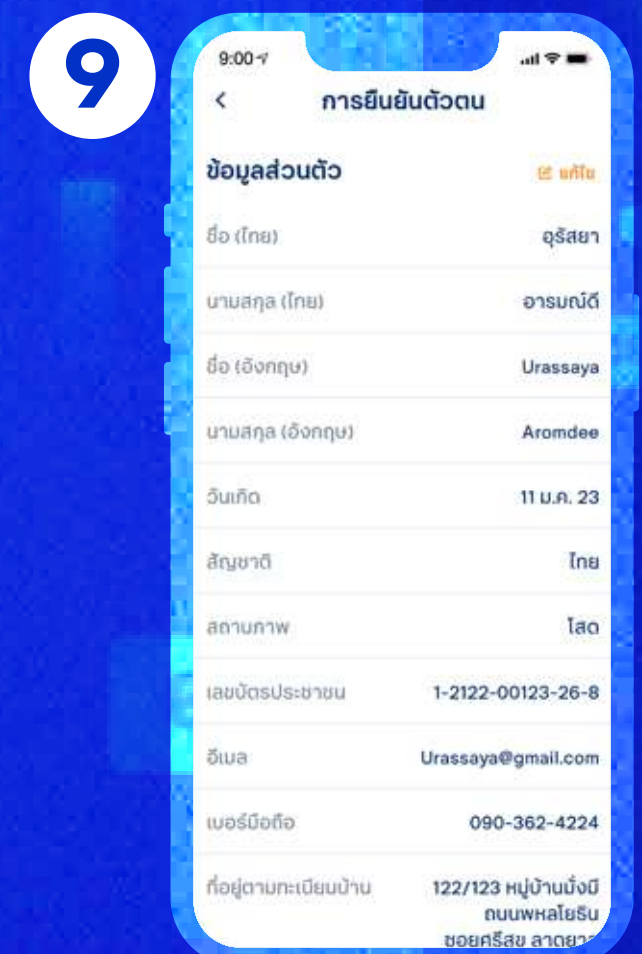 9
9:00
การยืนยันตัวตน
ข้อมูลส่วนตัว แก้ไข
ชื่อ (ไทย) อุรัสยา
นามสกุล (ไทย) อารมณ์ดี
ชื่อ (อังกฤษ) Urassaya
นามสกุล (อังกฤษ) Aromdee
วันเกิด 11 ม.ค. 23
สัญชาติ ไทย
สถานภาพ โสด
เลขบัตรประชาชน 1-2122-00123-26-8
อีเมล Urassaya@gmail.com
เบอร์มือถือ 090-362-4224
ที่อยู่ตามทะเบียนบ้าน 122/123 หมู่บ้านมั่งมี
ถนนพหลโยธิน
ซอยศรีสุข